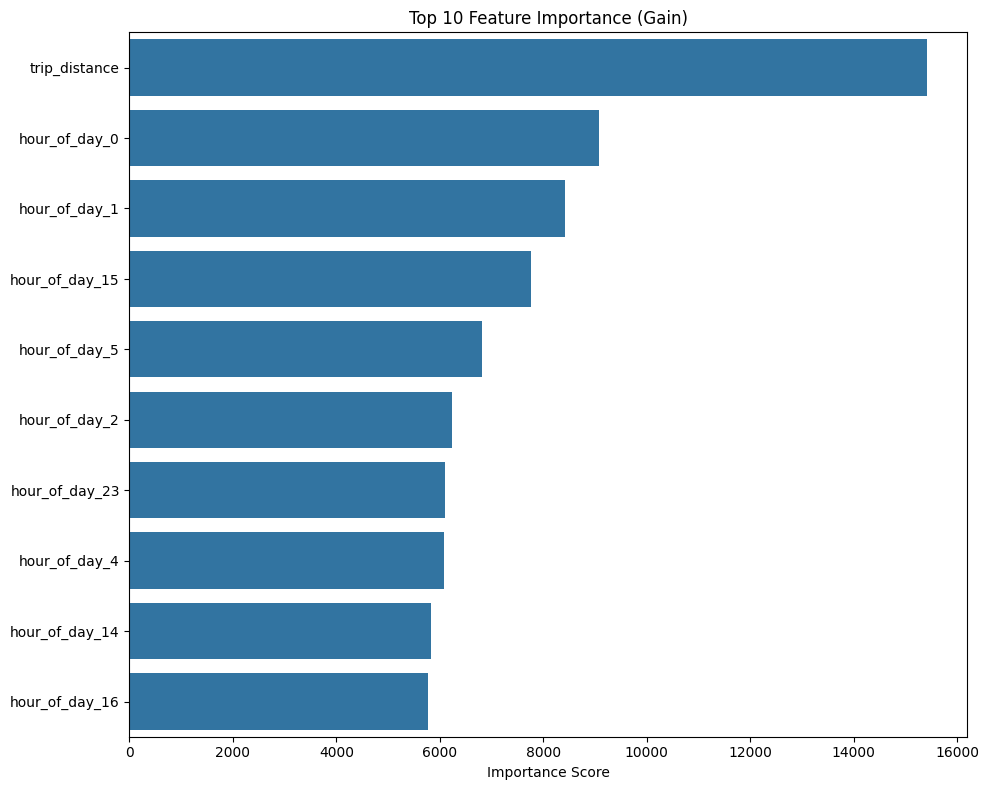 Top 10 Feature Importance (Gain)
trip_distance
hour_of_day_0
hour_of_day_1
hour_of_day_15
hour_of_day_5
hour_of_day_2
hour_of_day_23
hour_of_day_4
hour_of_day_14
hour_of_day_16
0 2000 4000 6000 8000 10000 12000 14000 16000
Importance Score